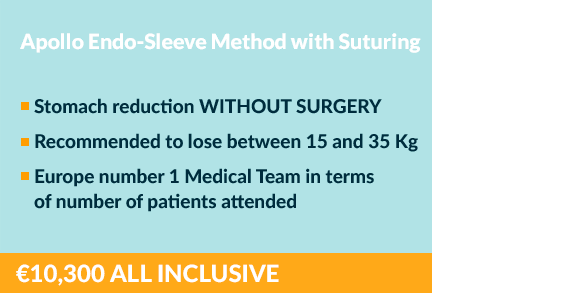 Apollo Endo-Sleeve Method with Suturing
Stomach reduction WITHOUT SURGERY
Recommended to lose between 15 and 35 Kg
Europe number 1 Medical Team in terms
of number of patients attended
€10,300 ALL INCLUSIVE